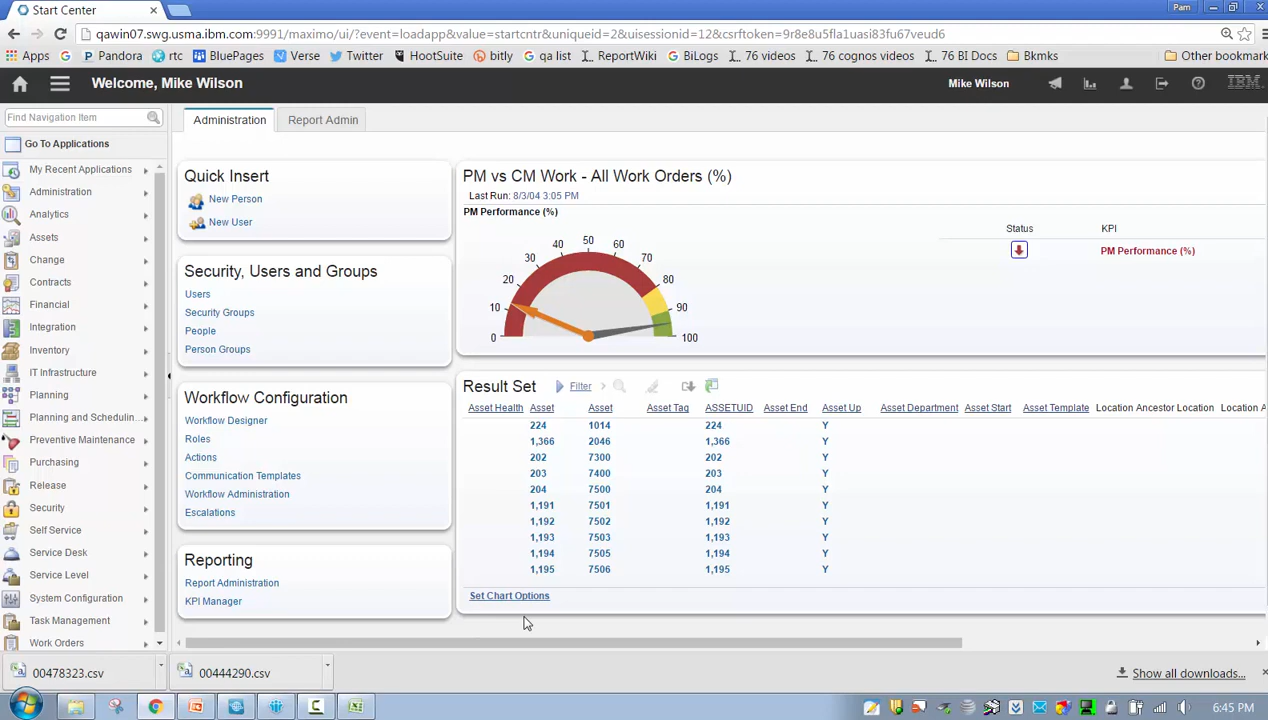 Start Center
Pam
qawin07.swg.usma.ibm.com:9991/maximo/ui/?event=loadapp&value=startcntr&uniqueid=2&uisessionid=12&csrftoken=9r8e8u5fla1uasi83fu67veud6
Apps Pandora BluePages Verse Twitter HootSuite bitly qa list ReportWiki BiLogs 76 videos 76 cognos videos 76 BI Docs Bkmks Other bookmark
Welcome, Mike Wilson
Mike Wilson
IBM
Find Navigation Item
Administration
Report Admin
Go To Applications
My Recent Applications
Administration
Analytics
Assets
Change
Contracts
Financial
Integration
Inventory
IT Infrastructure
Planning
Planning and Schedulin...
Preventive Maintenance
Purchasing
Release
Security
Self Service
Service Desk
Service Level
System Configuration
Task Management
Work Orders
Quick Insert
New Person
New User
Security, Users and Groups
Users
Security Groups
People
Person Groups
Workflow Configuration
Workflow Designer
Roles
Actions
Communication Templates
Workflow Administration
Escalations
Reporting
Report Administration
KPI Manager
PM vs CM Work - All Work Orders (%)
Last Run: 8/3/04 3:05 PM
PM Performance (%)
0 10 20 30 40 50 60 70 80 90 100
Status KPI
PM Performance (%)
Result Set Filter
Asset Health Asset Asset Asset Tag ASSETUID Asset End Asset Up Asset Department Asset Start Asset Template Location Ancestor Location Location A
224 1014 224 Y
1,366 2046 1,366 Y
202 7300 202 Y
203 7400 203 Y
204 7500 204 Y
1,191 7501 1,191 Y
1,192 7502 1,192 Y
1,193 7503 1,193 Y
1,194 7505 1,194 Y
1,195 7506 1,195 Y
Set Chart Options
00478323.csv
00444290.csv
Show all downloads...
6:45 PM